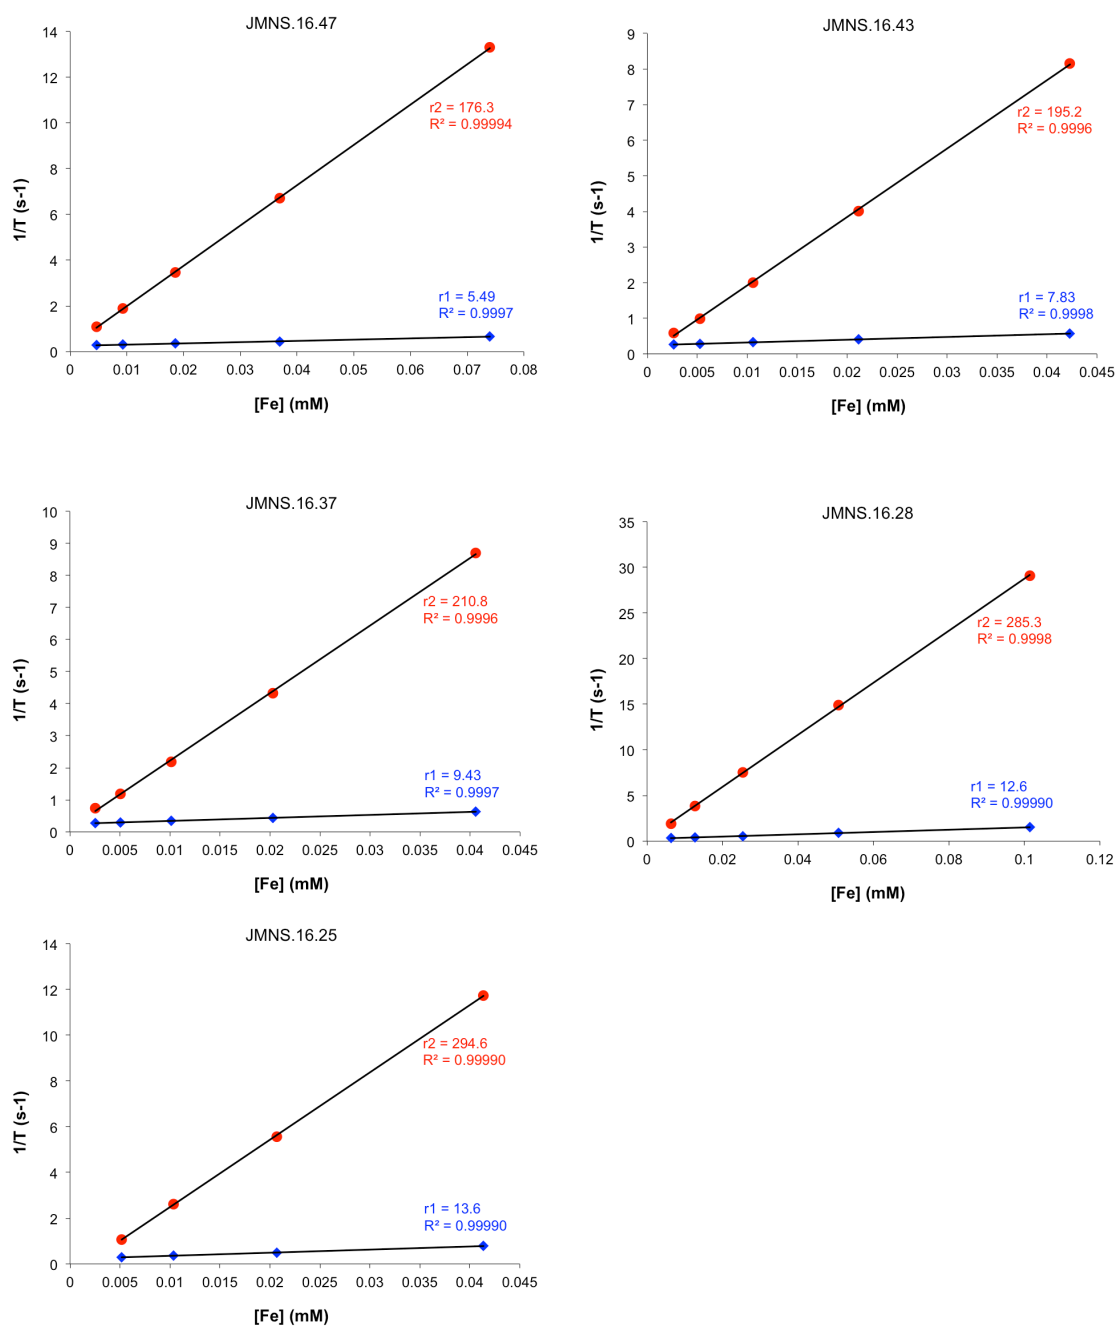 JMNS.16.47
14
12
10
8
6
4
2
0
1/T (s-1)
r2 = 176.3
R² = 0.99994
r1 = 5.49
R² = 0.9997
0 0.01 0.02 0.03 0.04 0.05 0.06 0.07 0.08
[Fe] (mM)
JMNS.16.43
9
8
7
6
5
4
3
2
1
0
1/T (s-1)
r2 = 195.2
R² = 0.9996
r1 = 7.83
R² = 0.9998
0 0.005 0.01 0.015 0.02 0.025 0.03 0.035 0.04 0.045
[Fe] (mM)
JMNS.16.37
10
9
8
7
6
5
4
3
2
1
0
1/T (s-1)
r2 = 210.8
R² = 0.9996
r1 = 9.43
R² = 0.9997
0 0.005 0.01 0.015 0.02 0.025 0.03 0.035 0.04 0.045
[Fe] (mM)
JMNS.16.28
35
30
25
20
15
10
5
0
1/T (s-1)
r2 = 285.3
R² = 0.9998
r1 = 12.6
R² = 0.99990
0 0.02 0.04 0.06 0.08 0.1 0.12
[Fe] (mM)
JMNS.16.25
14
12
10
8
6
4
2
0
1/T (s-1)
r2 = 294.6
R² = 0.99990
r1 = 13.6
R² = 0.99990
0 0.005 0.01 0.015 0.02 0.025 0.03 0.035 0.04 0.045
[Fe] (mM)